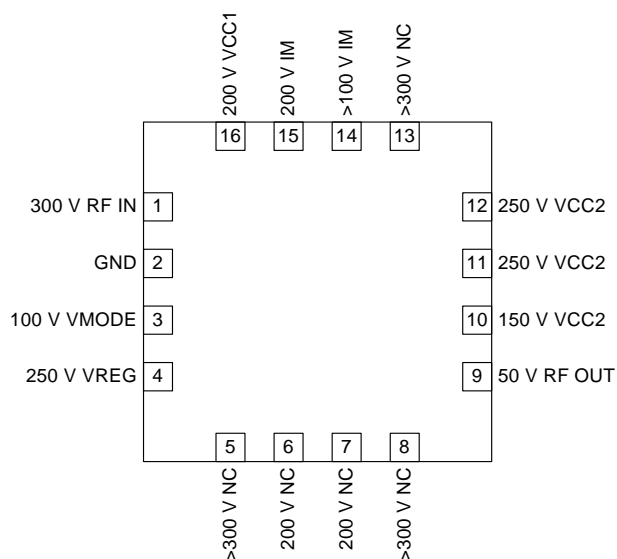 200 V VCC1
200 V IM
>100 V IM
>300 V NC
16
15
14
13
300 V RF IN 1
GND 2
100 V VMODE 3
250 V VREG 4
12 250 V VCC2
11 250 V VCC2
10 150 V VCC2
9 50 V RF OUT
5
6
7
8
>300 V NC
200 V NC
200 V NC
>300 V NC